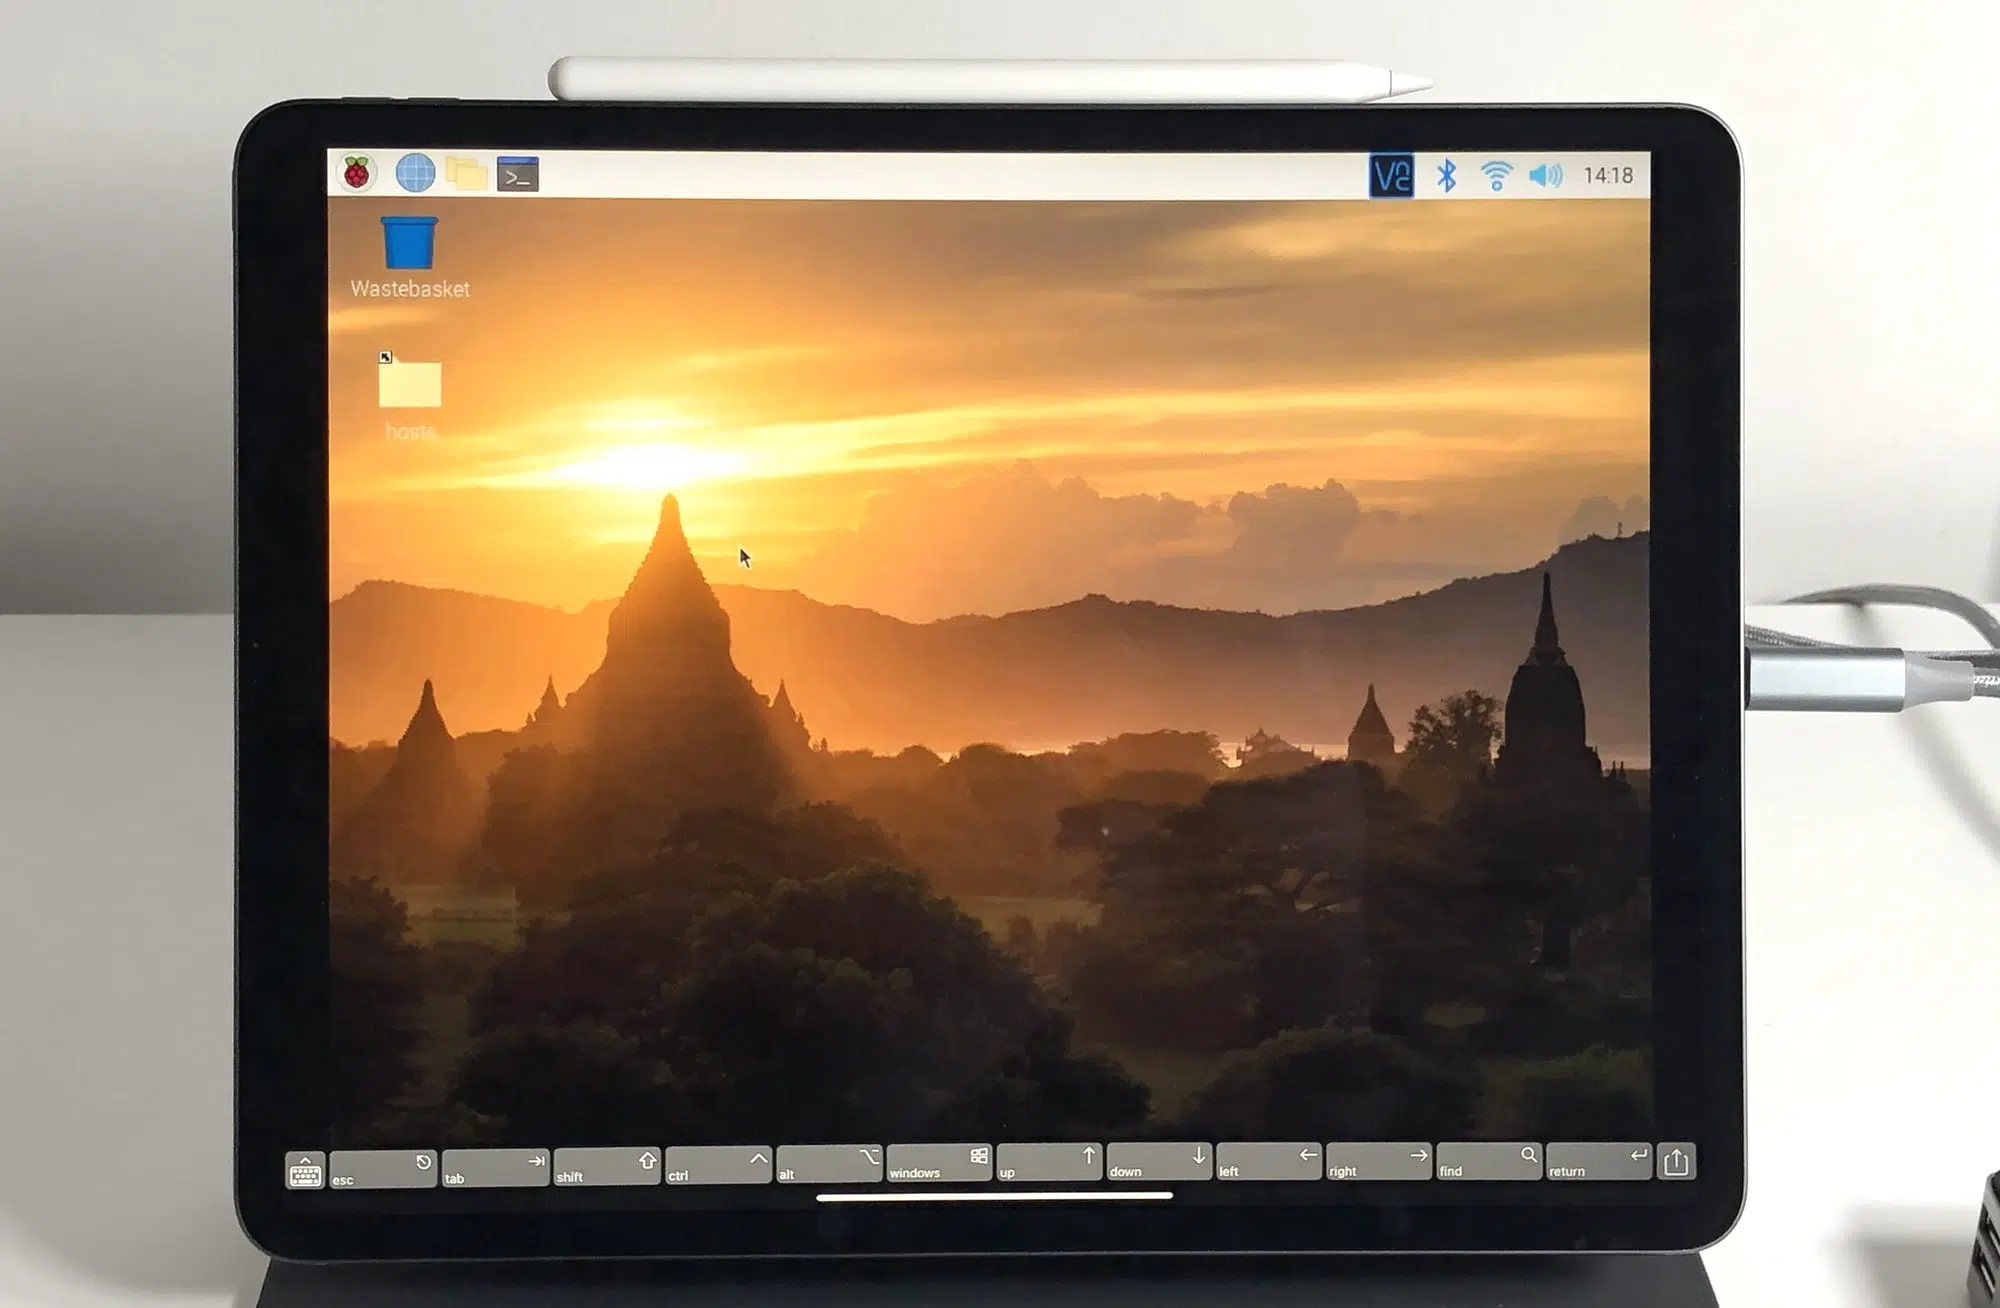 >_
V2 14:18
Wastebasket
hosts
esc tab shift ctrl alt windows up down left right find return